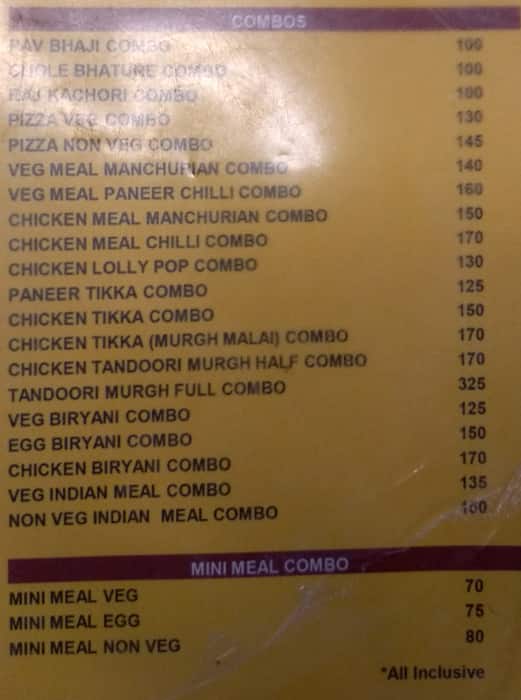 COMBOS
PAV BHAJI COMBO 100
CHOLE BHATURE COMBO 100
RAJ KACHORI COMBO 100
PIZZA VEG COMBO 130
PIZZA NON VEG COMBO 145
VEG MEAL MANCHURIAN COMBO 140
VEG MEAL PANEER CHILLI COMBO 160
CHICKEN MEAL MANCHURIAN COMBO 150
CHICKEN MEAL CHILLI COMBO 170
CHICKEN LOLLY POP COMBO 130
PANEER TIKKA COMBO 125
CHICKEN TIKKA COMBO 150
CHICKEN TIKKA (MURGH MALAI) COMBO 170
CHICKEN TANDOORI MURGH HALF COMBO 170
TANDOORI MURGH FULL COMBO 325
VEG BIRYANI COMBO 125
EGG BIRYANI COMBO 150
CHICKEN BIRYANI COMBO 170
VEG INDIAN MEAL COMBO 135
NON VEG INDIAN MEAL COMBO
MINI MEAL COMBO
MINI MEAL VEG 70
MINI MEAL EGG 75
MINI MEAL NON VEG 80
*All Inclusive